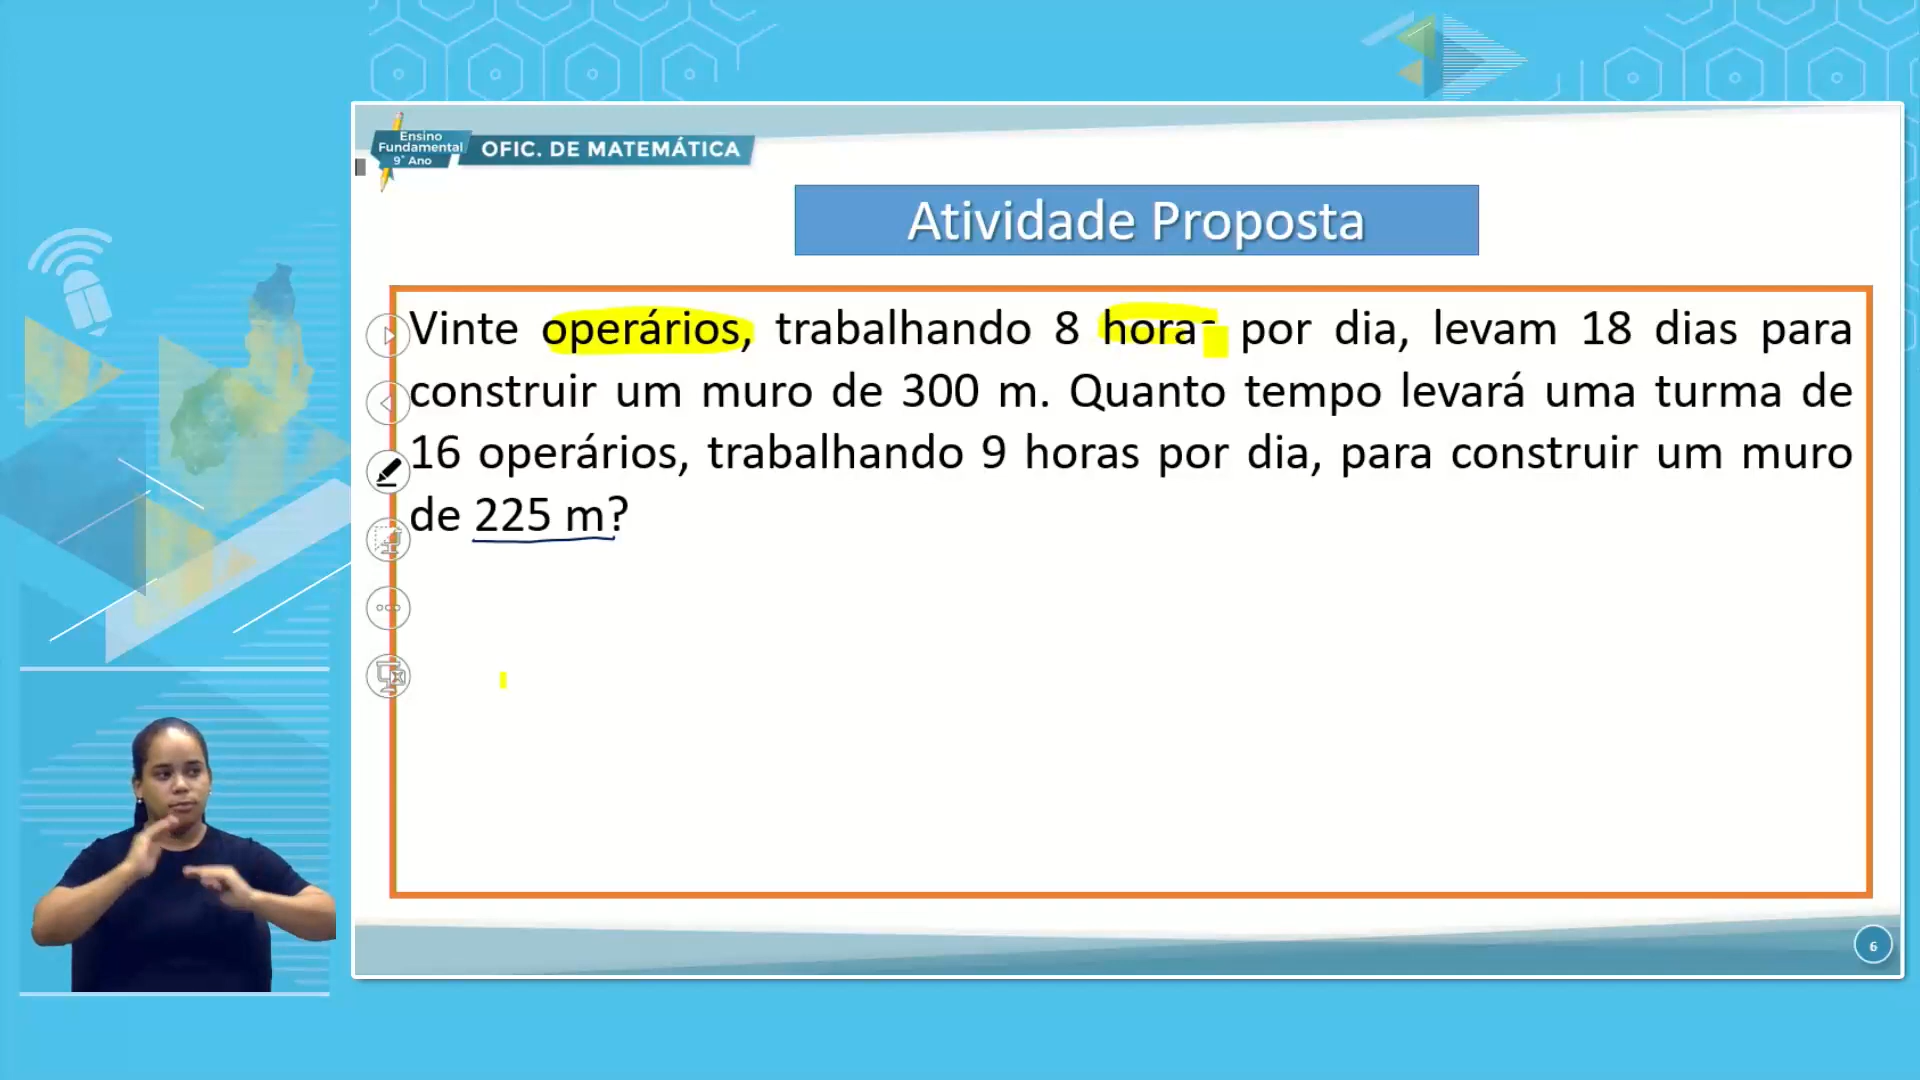 Ensino
Fundamental
9° Ano
OFIC. DE MATEMÁTICA
Atividade Proposta
Vinte operários, trabalhando 8 hora por dia, levam 18 dias para
construir um muro de 300 m. Quanto tempo levará uma turma de
16 operários, trabalhando 9 horas por dia, para construir um muro
de 225 m?
6